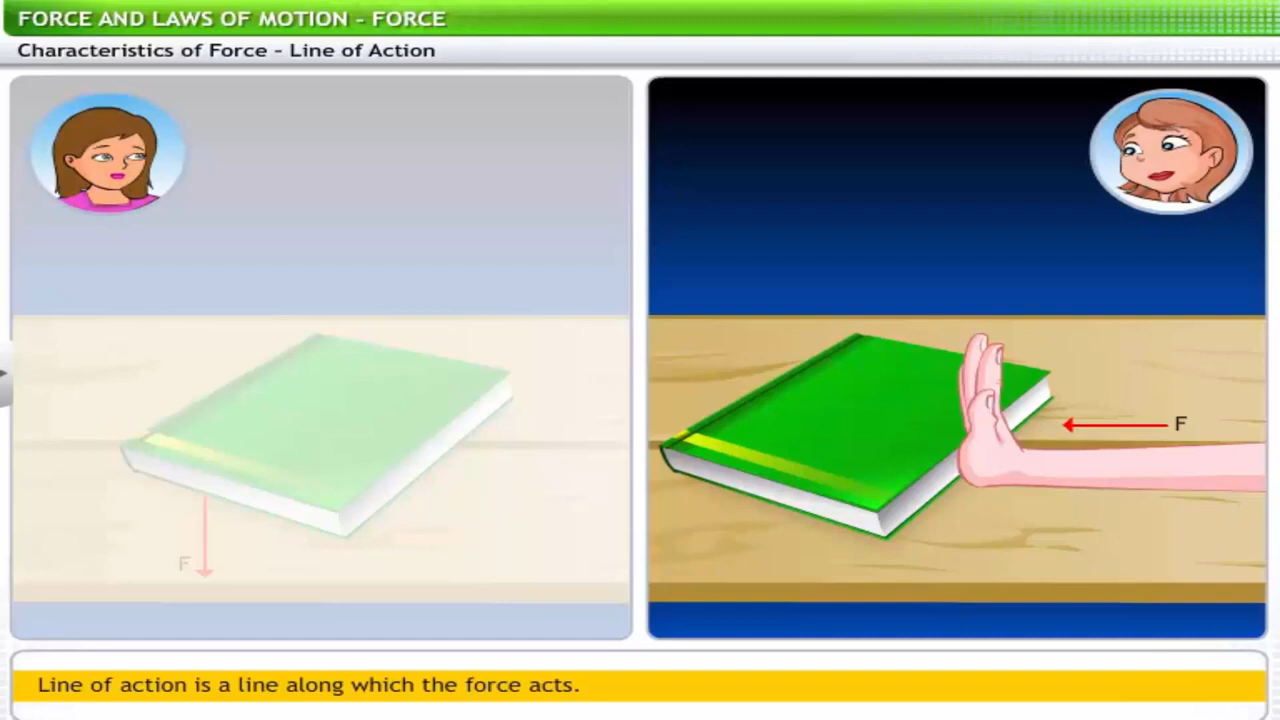 FORCE AND LAWS OF MOTION - FORCE
Characteristics of Force - Line of Action
F
F
Line of action is a line along which the force acts.